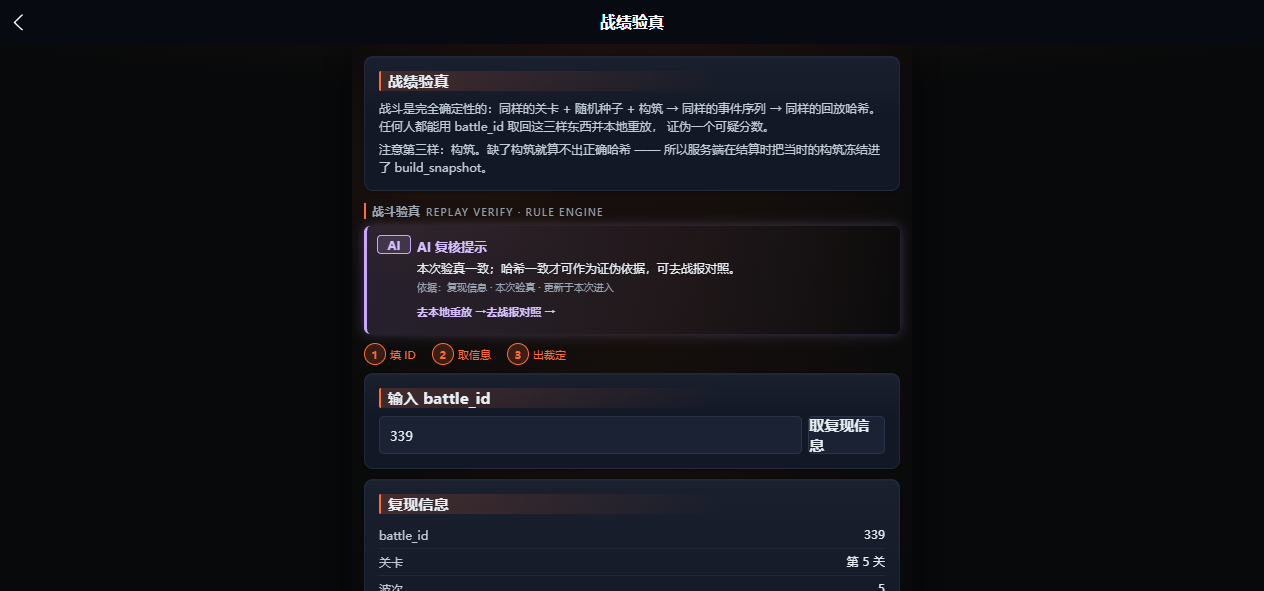 战绩验真
战绩验真
战斗是完全确定性的：同样的关卡 + 随机种子 + 构筑 → 同样的事件序列 → 同样的回放哈希。
任何人都能用 battle_id 取回这三样东西并本地重放， 证伪一个可疑分数。
注意第三样：构筑。缺了构筑就算不出正确哈希 —— 所以服务端在结算时把当时的构筑冻结进
了 build_snapshot。
战斗验真 REPLAY VERIFY · RULE ENGINE
AI AI 复核提示
本次验真一致；哈希一致才可作为证伪依据，可去战报对照。
依据：复现信息 · 本次验真 · 更新于本次进入
去本地重放 →去战报对照 →
1 填 ID 2 取信息 3 出裁定
输入 battle_id
339 取复现信
息
复现信息
battle_id 339
关卡 第 5 关
波次 5